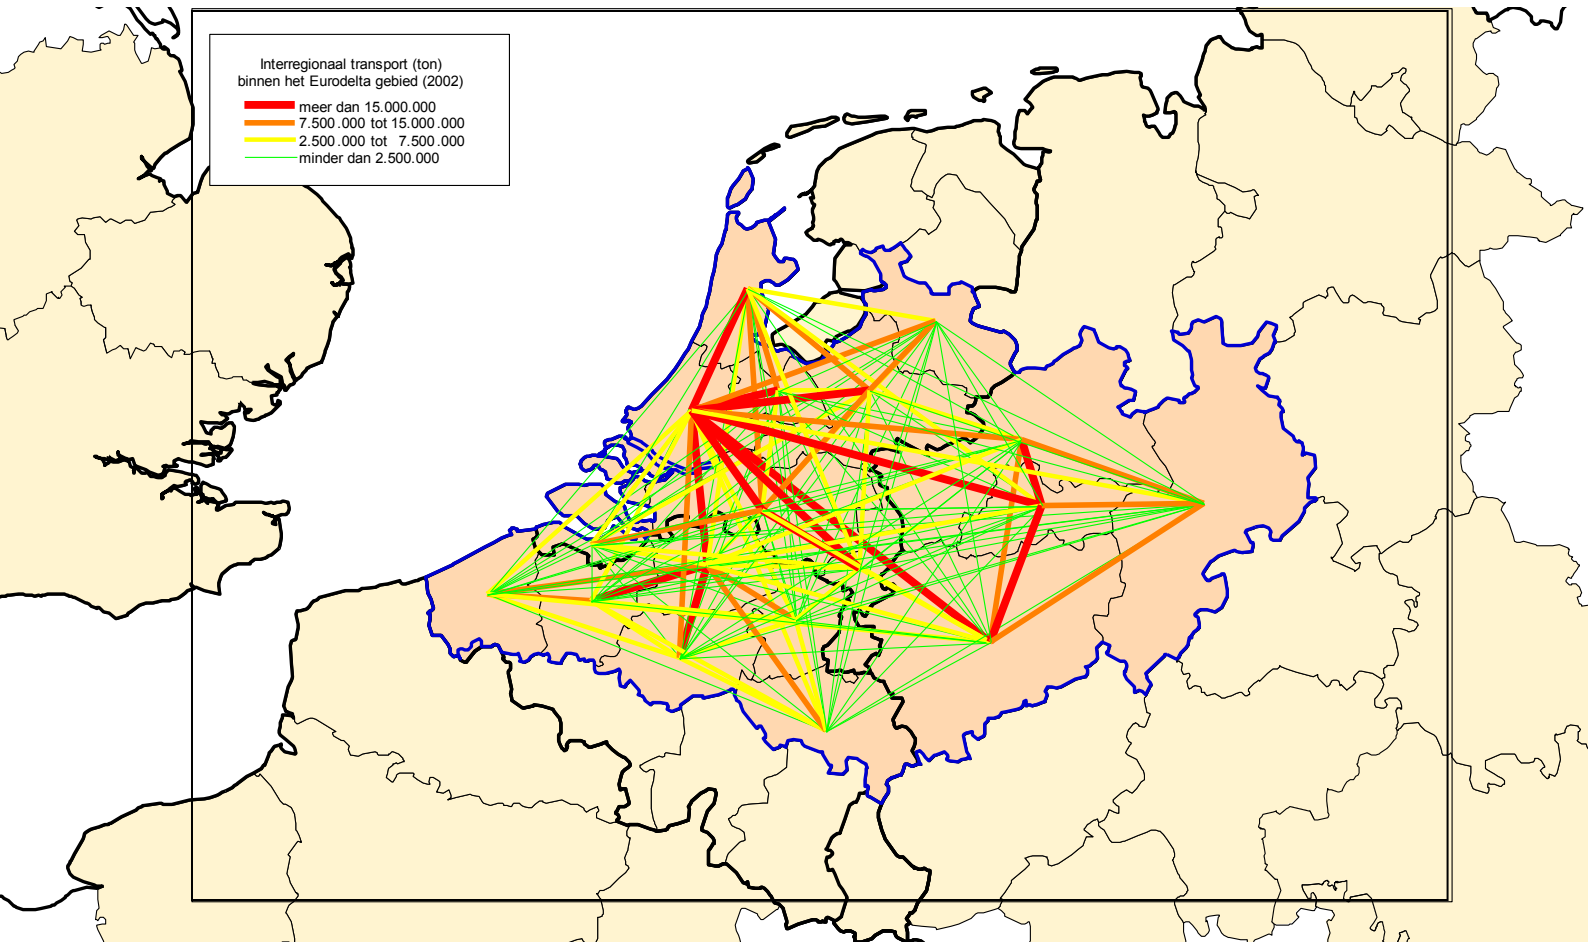 Interregionaal transport (ton)
binnen het Eurodelta gebied (2002)
meer dan 15.000.000
7.500.000 tot 15.000.000
2.500.000 tot 7.500.000
minder dan 2.500.000